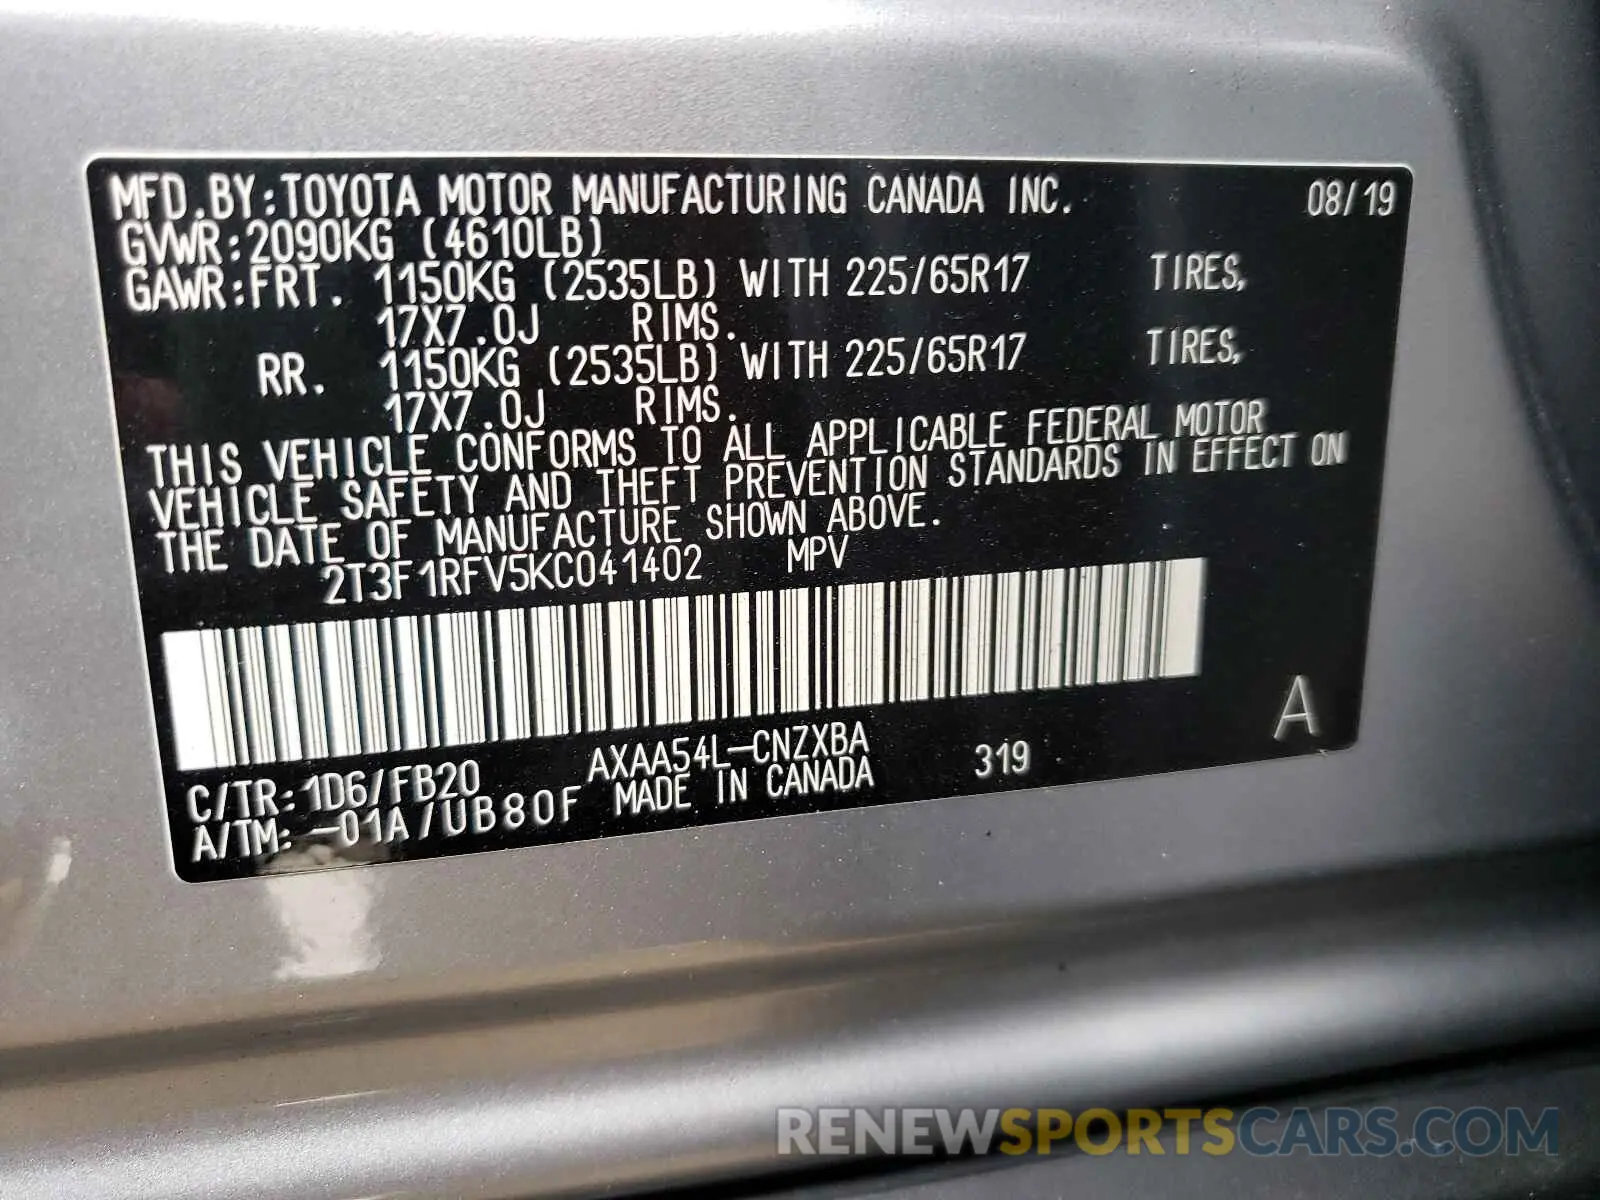 MFD.BY:TOYOTA MOTOR MANUFACTURING CANADA INC. 08/19
GVWR:2090KG (4610LB)
GAWR:FRT. 1150KG (2535LB) WITH 225/65R17 TIRES,
17X7.0J RIMS.
RR. 1150KG (2535LB) WITH 225/65R17 TIRES,
17X7.0J RIMS.
THIS VEHICLE CONFORMS TO ALL APPLICABLE FEDERAL MOTOR
VEHICLE SAFETY AND THEFT PREVENTION STANDARDS IN EFFECT ON
THE DATE OF MANUFACTURE SHOWN ABOVE.
2T3F1RFV5KC041402 MPV
A
C/TR:1D6/FB20 AXAA54L-CNZXBA 319
A/TM:-01A/UB80F MADE IN CANADA
RENEWSPORTSCARS.COM